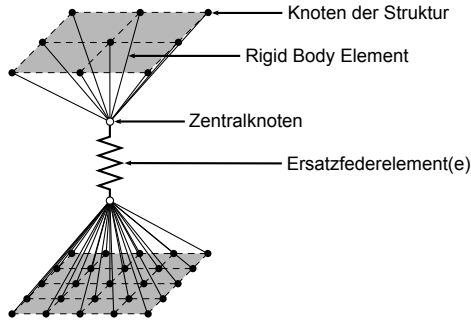 Knoten der Struktur
Rigid Body Element
Zentralknoten
Ersatzfederelement(e)